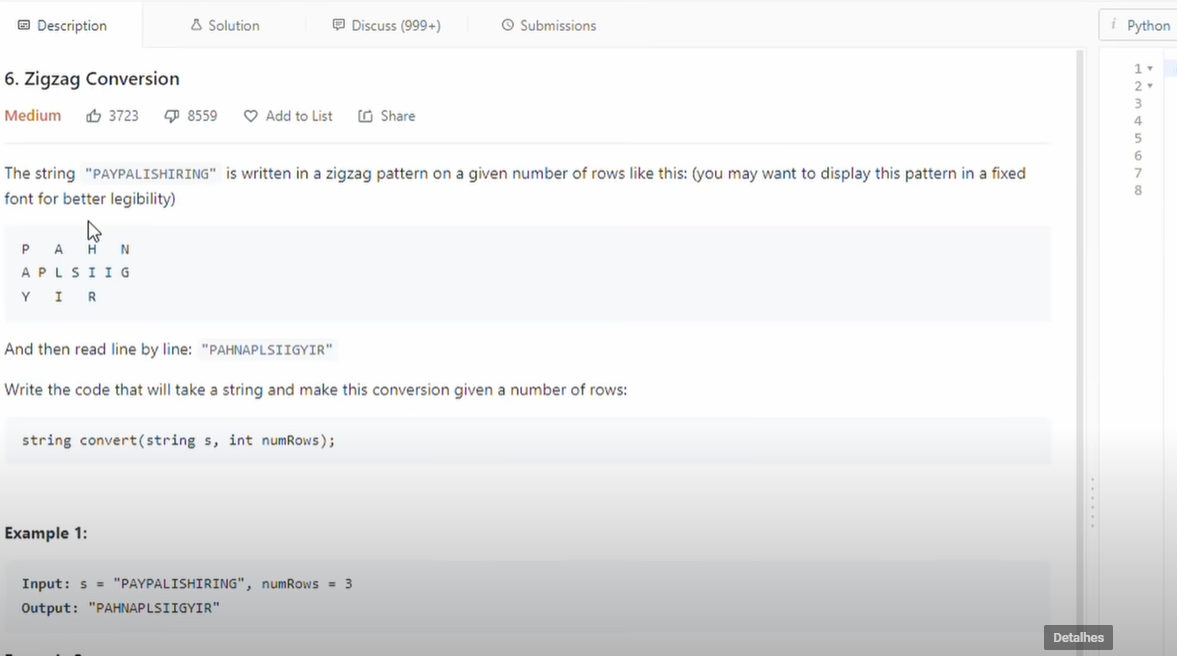 Description Solution Discuss (999+) Submissions i Python
6. Zigzag Conversion
Medium 3723 8559 Add to List Share
The string "PAYPALISHIRING" is written in a zigzag pattern on a given number of rows like this: (you may want to display this pattern in a fixed
font for better legibility)
P A H N
A P L S I I G
Y I R
And then read line by line: "PAHNAPLSIIGYIR"
Write the code that will take a string and make this conversion given a number of rows:
string convert(string s, int numRows);
Example 1:
Input: s = "PAYPALISHIRING", numRows = 3
Output: "PAHNAPLSIIGYIR"
1
2
3
4
5
6
7
8
Detalhes